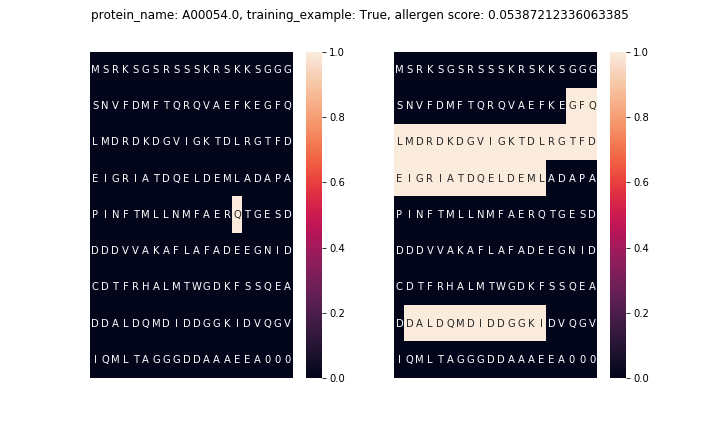 protein_name: A00054.0, training_example: True, allergen score: 0.05387212336063385
M S R K S G S R S S S K R S K K S G G G
S N V F D M F T Q R Q V A E F K E G F Q
L M D R D K D G V I G K T D L R G T F D
E I G R I A T D Q E L D E M L A D A P A
P I N F T M L L N M F A E R Q T G E S D
D D D V V A K A F L A F A D E E G N I D
C D T F R H A L M T W G D K F S S Q E A
D D A L D Q M D I D D G G K I D V Q G V
I Q M L T A G G G D D A A A E E A 0 0 0
1.0
0.8
0.6
0.4
0.2
0.0
M S R K S G S R S S S K R S K K S G G G
S N V F D M F T Q R Q V A E F K E G F Q
L M D R D K D G V I G K T D L R G T F D
E I G R I A T D Q E L D E M L A D A P A
P I N F T M L L N M F A E R Q T G E S D
D D D V V A K A F L A F A D E E G N I D
C D T F R H A L M T W G D K F S S Q E A
D D A L D Q M D I D D G G K I D V Q G V
I Q M L T A G G G D D A A A E E A 0 0 0
1.0
0.8
0.6
0.4
0.2
0.0